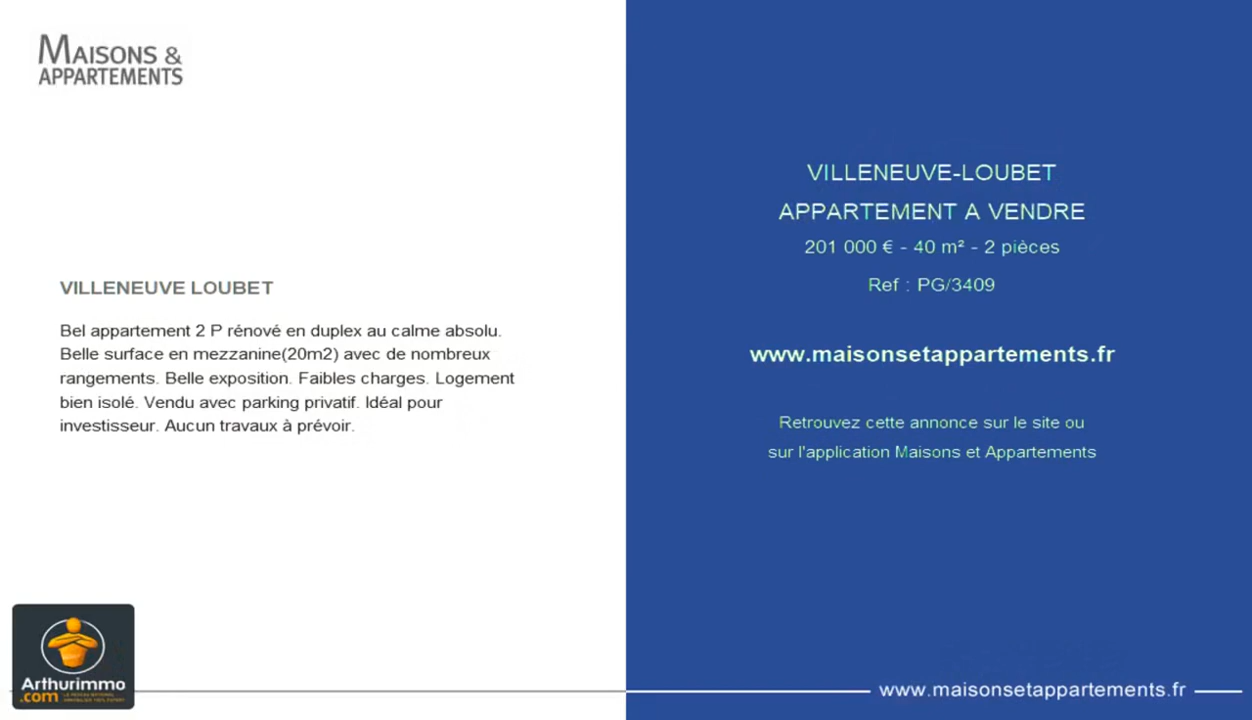 MAISONS &
APPARTEMENTS
VILLENEUVE LOUBET
Bel appartement 2 P rénové en duplex au calme absolu.
Belle surface en mezzanine(20m2) avec de nombreux
rangements. Belle exposition. Faibles charges. Logement
bien isolé. Vendu avec parking privatif. Idéal pour
investisseur. Aucun travaux à prévoir.
VILLENEUVE-LOUBET
APPARTEMENT A VENDRE
201 000 € - 40 m² - 2 pièces
Ref : PG/3409
www.maisonsetappartements.fr
Retrouvez cette annonce sur le site ou
sur l'application Maisons et Appartements
Arthurimmo
.com
www.maisonsetappartements.fr